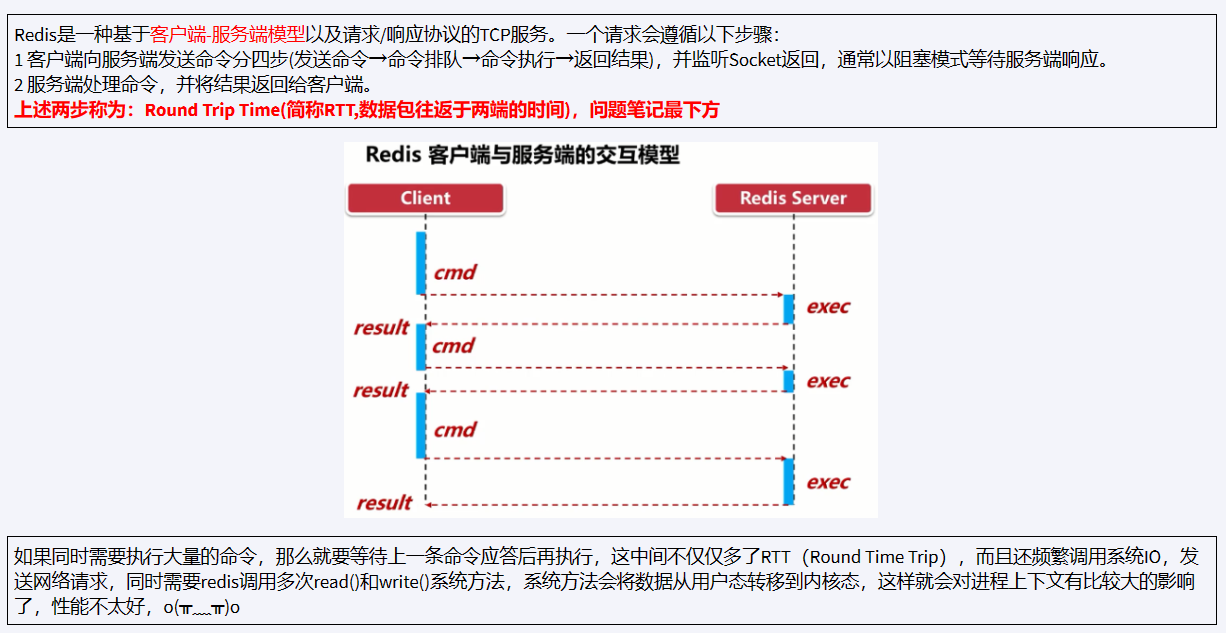 Redis是一种基于客户端-服务端模型以及请求/响应协议的TCP服务。一个请求会遵循以下步骤：
1 客户端向服务端发送命令分四步(发送命令→命令排队→命令执行→返回结果)，并监听Socket返回，通常以阻塞模式等待服务端响应。
2 服务端处理命令，并将结果返回给客户端。
上述两步称为：Round Trip Time(简称RTT,数据包往返于两端的时间)，问题笔记最下方
Redis 客户端与服务端的交互模型
Client
Redis Server
cmd
exec
result
cmd
exec
result
cmd
exec
result
如果同时需要执行大量的命令，那么就要等待上一条命令应答后再执行，这中间不仅仅多了RTT（Round Time Trip），而且还频繁调用系统IO，发
送网络请求，同时需要redis调用多次read()和write()系统方法，系统方法会将数据从用户态转移到内核态，这样就会对进程上下文有比较大的影响
了，性能不太好，o(╥﹏╥)o